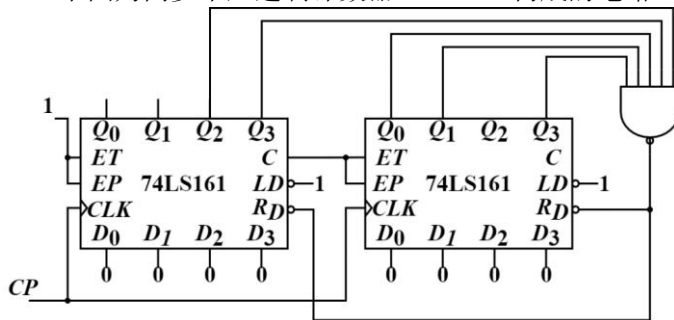 1
Q0 Q1 Q2 Q3
ET C
EP 74LS161 LD 1
CLK RD
D0 D1 D2 D3
0 0 0 0
Q0 Q1 Q2 Q3
ET C
EP 74LS161 LD 1
CLK RD
D0 D1 D2 D3
0 0 0 0
CP